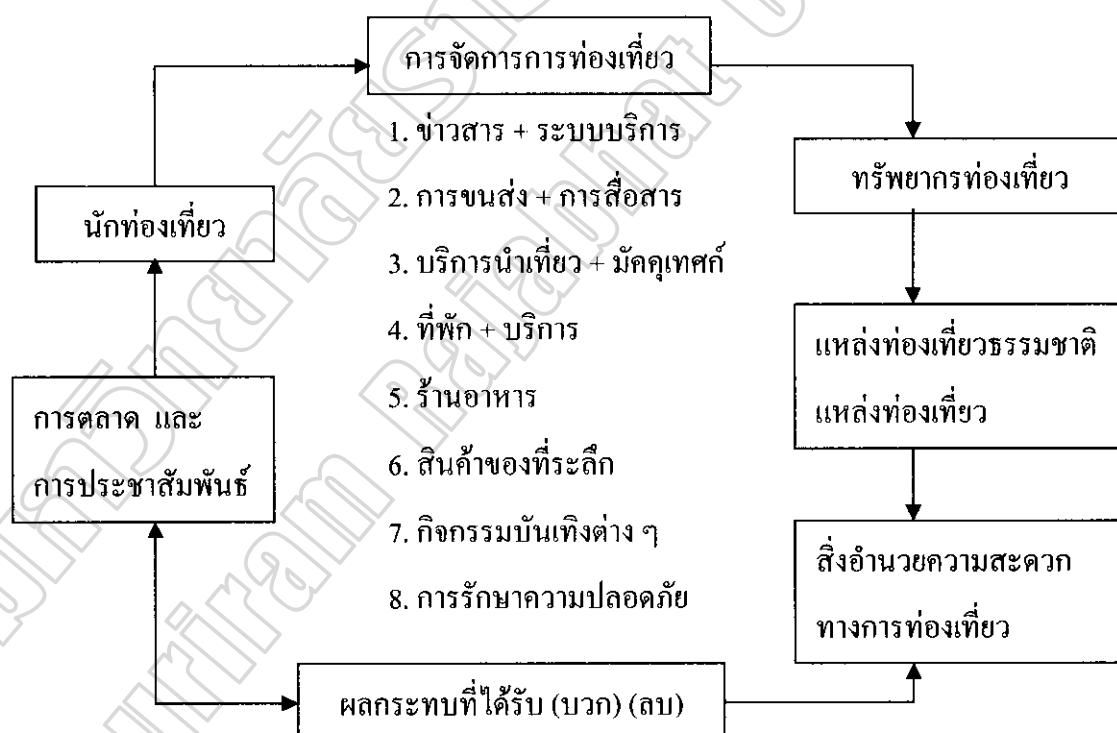 การจัดการการท่องเที่ยว
1. ข่าวสาร + ระบบบริการ
2. การขนส่ง + การสื่อสาร
3. บริการนำเที่ยว + มัคคุเทศก์
4. ที่พัก + บริการ
5. ร้านอาหาร
6. สินค้าของที่ระลึก
7. กิจกรรมบันเทิงต่าง ๆ
8. การรักษาความปลอดภัย
ทรัพยากรท่องเที่ยว
แหล่งท่องเที่ยวธรรมชาติ
แหล่งท่องเที่ยว
สิ่งอำนวยความสะดวก
ทางการท่องเที่ยว
ผลกระทบที่ได้รับ (บวก) (ลบ)
การตลาด และ
การประชาสัมพันธ์
นักท่องเที่ยว
Rajabhat